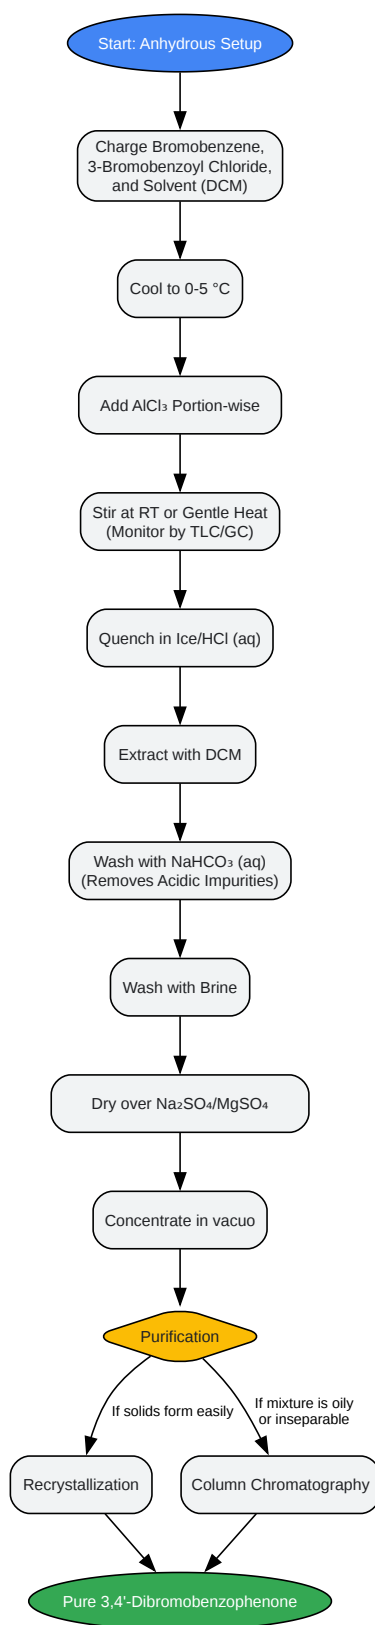 Start: Anhydrous Setup
Charge Bromobenzene,
3-Bromobenzoyl Chloride,
and Solvent (DCM)
Cool to 0-5 °C
Add AlCl₃ Portion-wise
Stir at RT or Gentle Heat
(Monitor by TLC/GC)
Quench in Ice/HCl (aq)
Extract with DCM
Wash with NaHCO₃ (aq)
(Removes Acidic Impurities)
Wash with Brine
Dry over Na₂SO₄/MgSO₄
Concentrate in vacuo
Purification
If solids form easily
If mixture is oily
or inseparable
Recrystallization
Column Chromatography
Pure 3,4'-Dibromobenzophenone